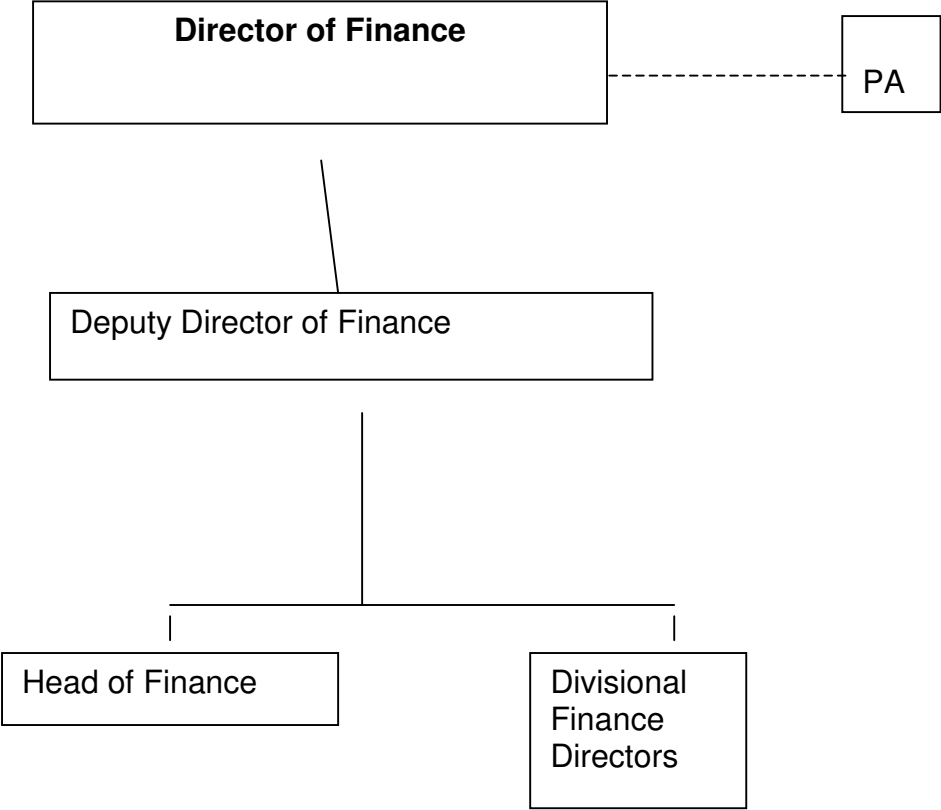 Director of Finance
PA
Deputy Director of Finance
Head of Finance
Divisional
Finance
Directors